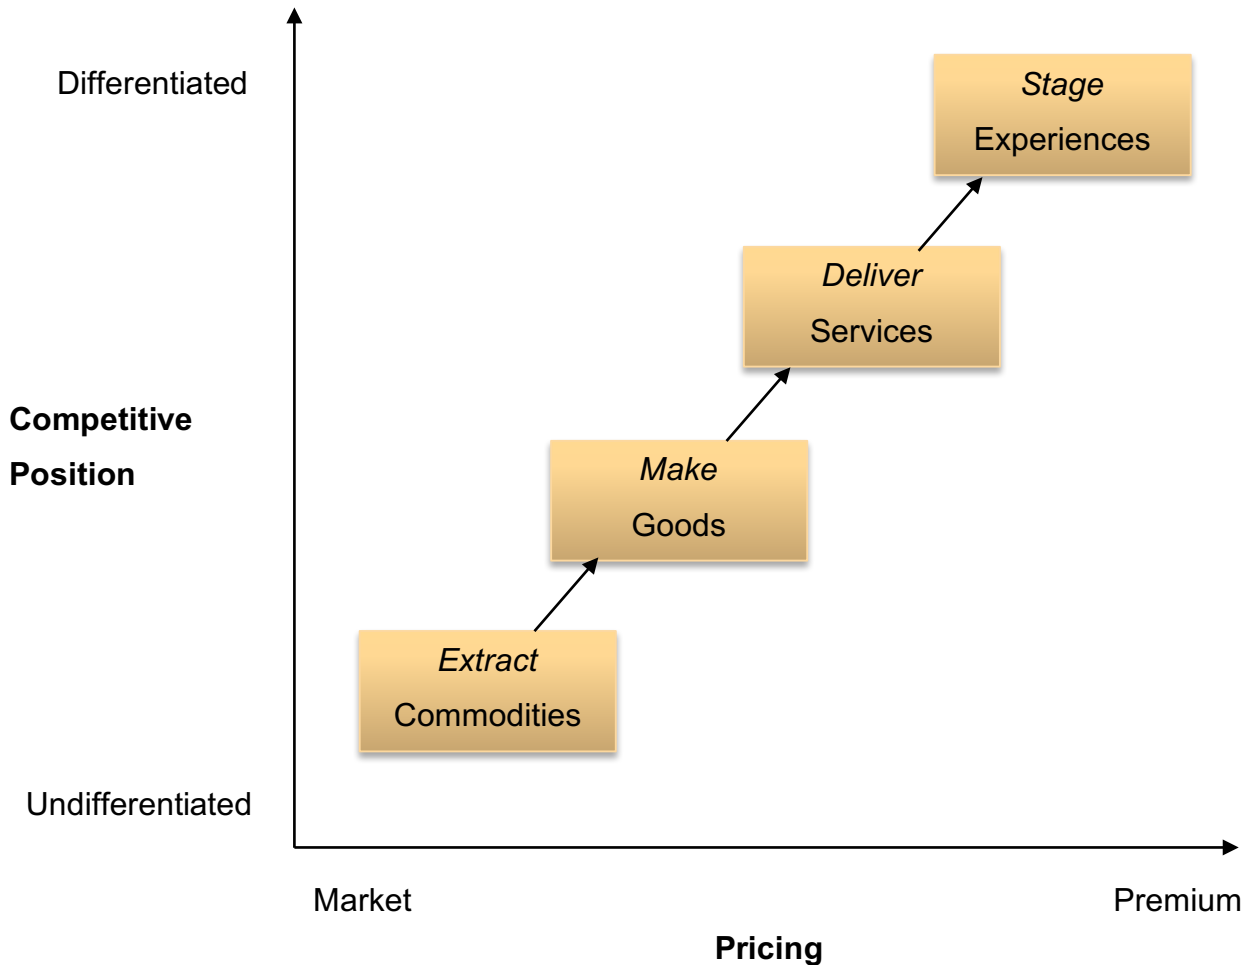 Differentiated
Stage
Experiences
Deliver
Services
Competitive
Position
Make
Goods
Extract
Commodities
Undifferentiated
Market
Premium
Pricing